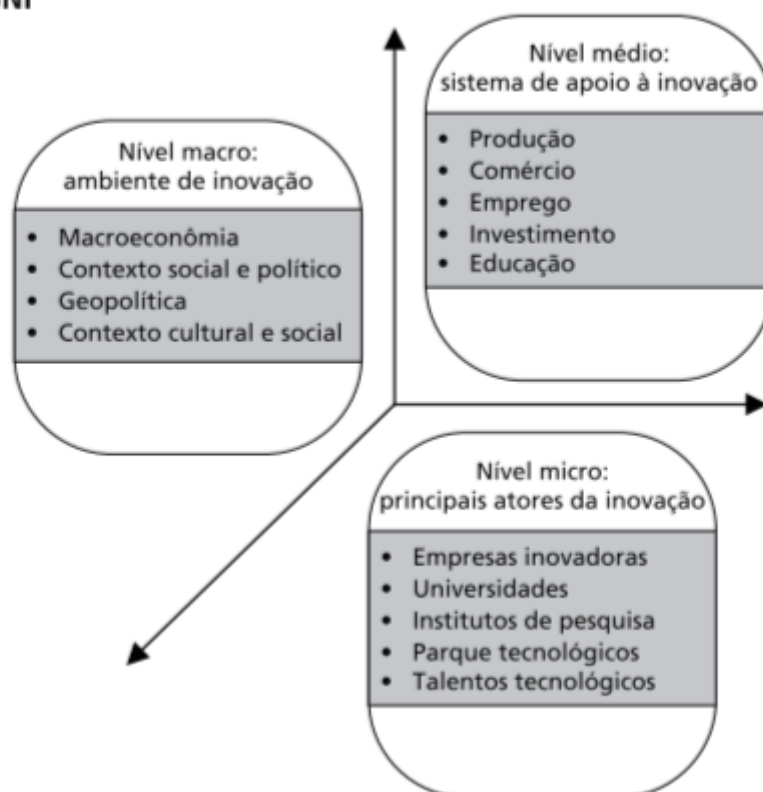 Nível médio:
sistema de apoio à inovação
• Produção
• Comércio
• Emprego
• Investimento
• Educação
Nível macro:
ambiente de inovação
• Macroeconômia
• Contexto social e político
• Geopolítica
• Contexto cultural e social
Nível micro:
principais atores da inovação
• Empresas inovadoras
• Universidades
• Institutos de pesquisa
• Parque tecnológicos
• Talentos tecnológicos